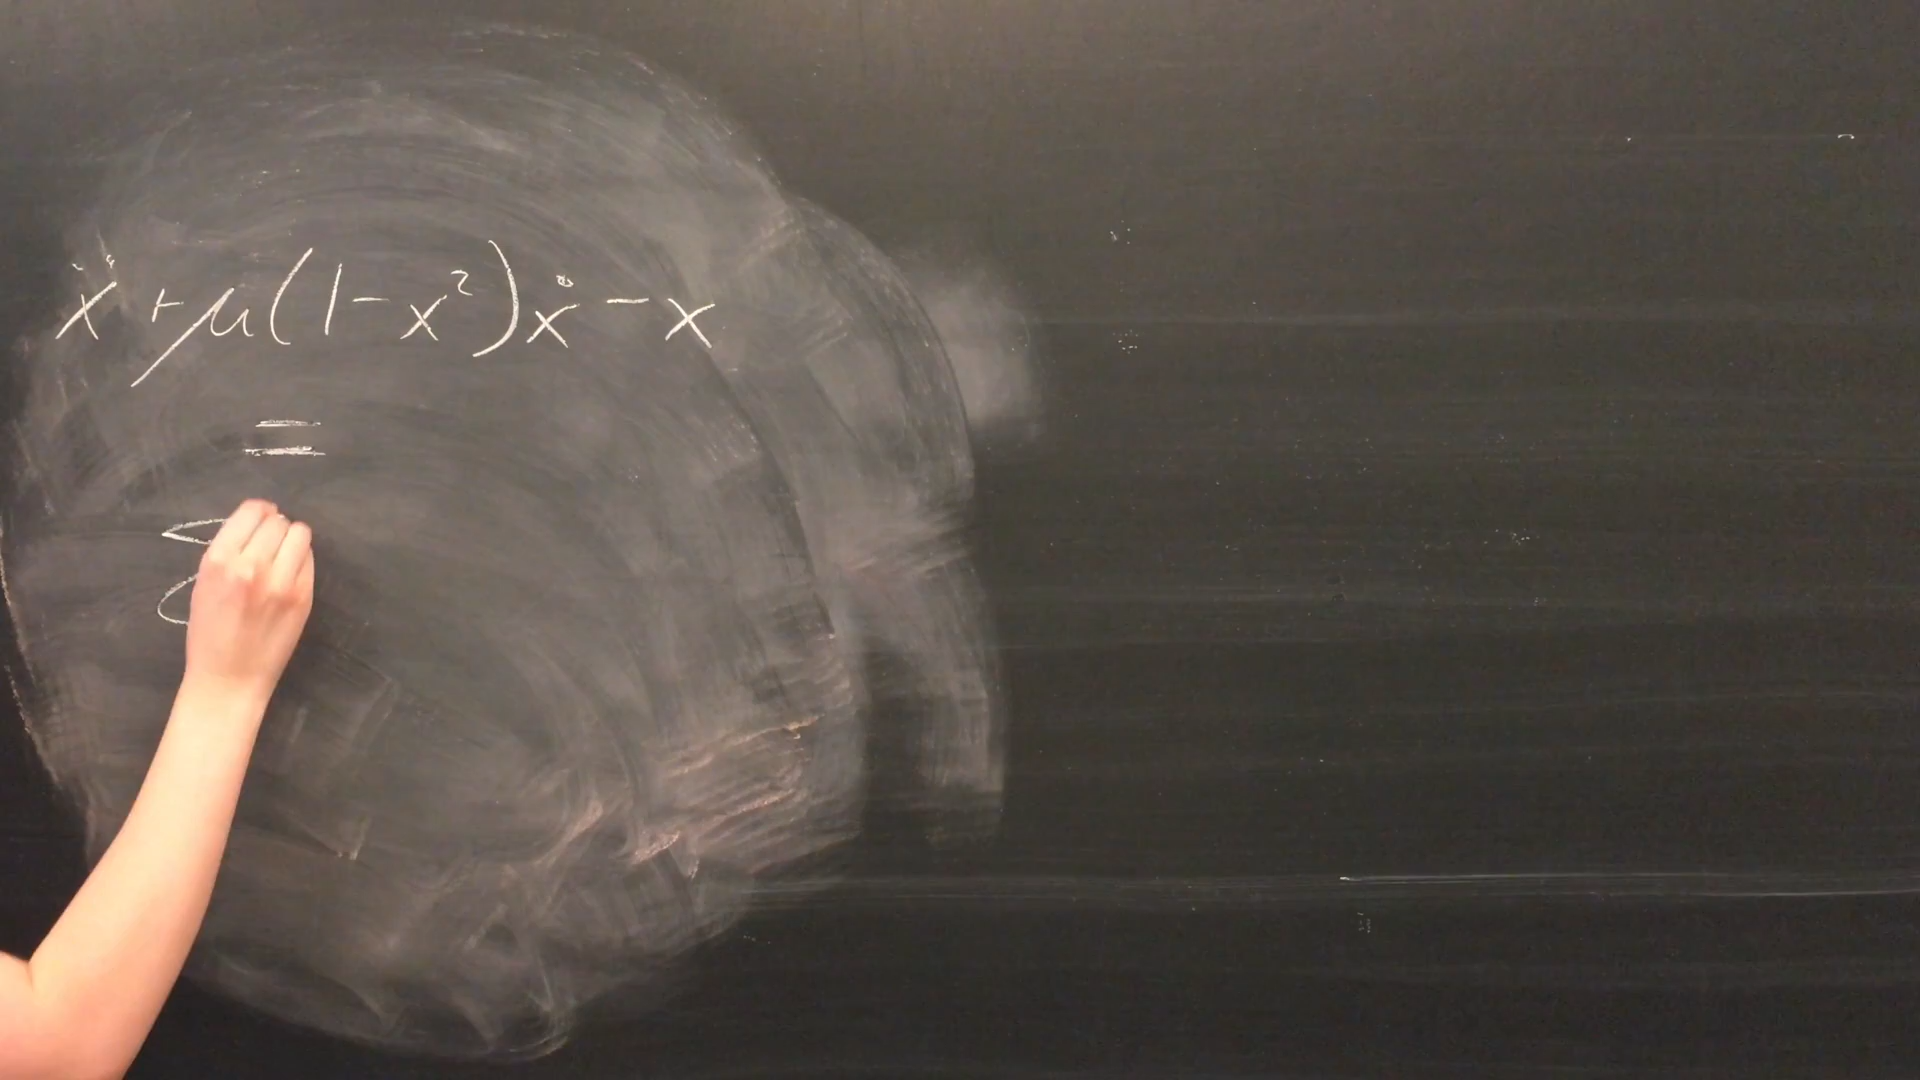 ẍ + μ(1 - x²)ẋ - x
=